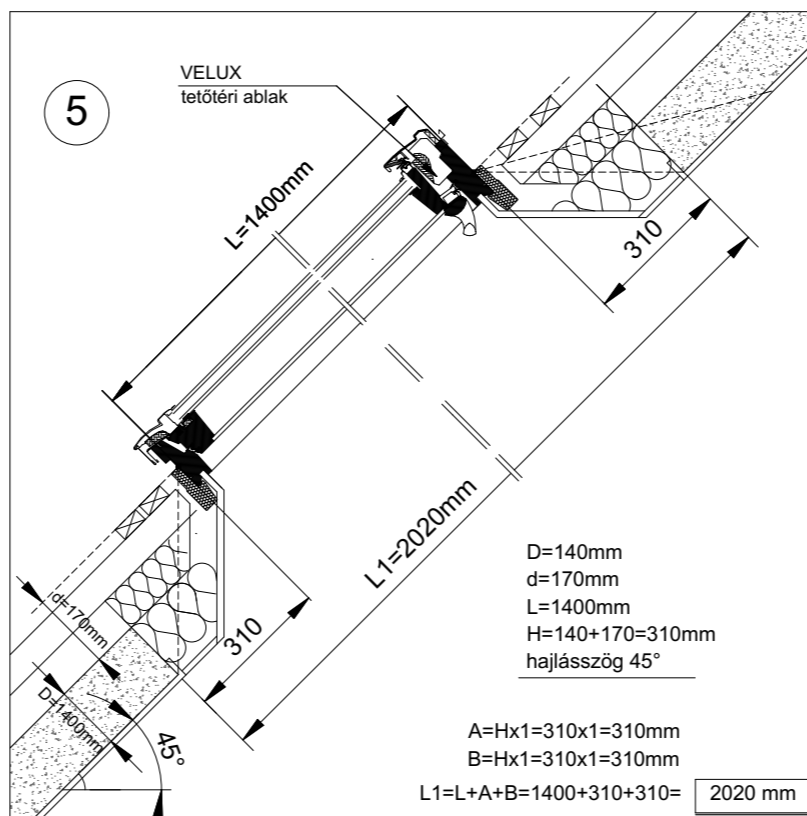 5
VELUX
tetőtéri ablak
L=1400mm
310
L1=2020mm
310
d=170mm
D=1400mm
45°
D=140mm
d=170mm
L=1400mm
H=140+170=310mm
hajlásszög 45°
A=Hx1=310x1=310mm
B=Hx1=310x1=310mm
L1=L+A+B=1400+310+310= 2020 mm